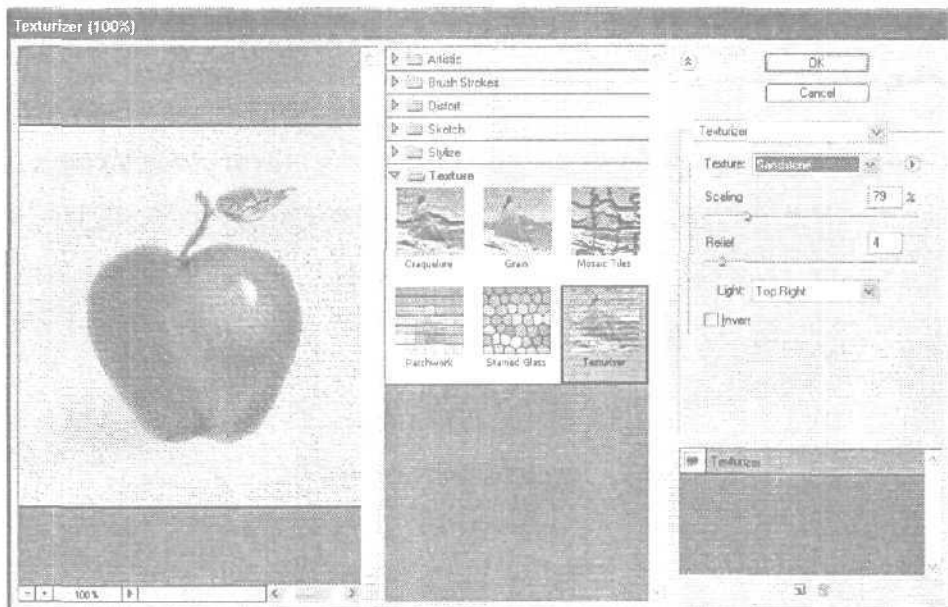 Texturizer (100%)
Artistic
Brush Strokes
Distort
Sketch
Stylize
Texture
Craquelure
Grain
Mosaic Tiles
Patchwork
Stained Glass
Texturizer
100%
OK
Cancel
Texturizer
Texture: Sandstone
Scaling 79 %
Relief 4
Light: Top Right
Invert
Texturizer